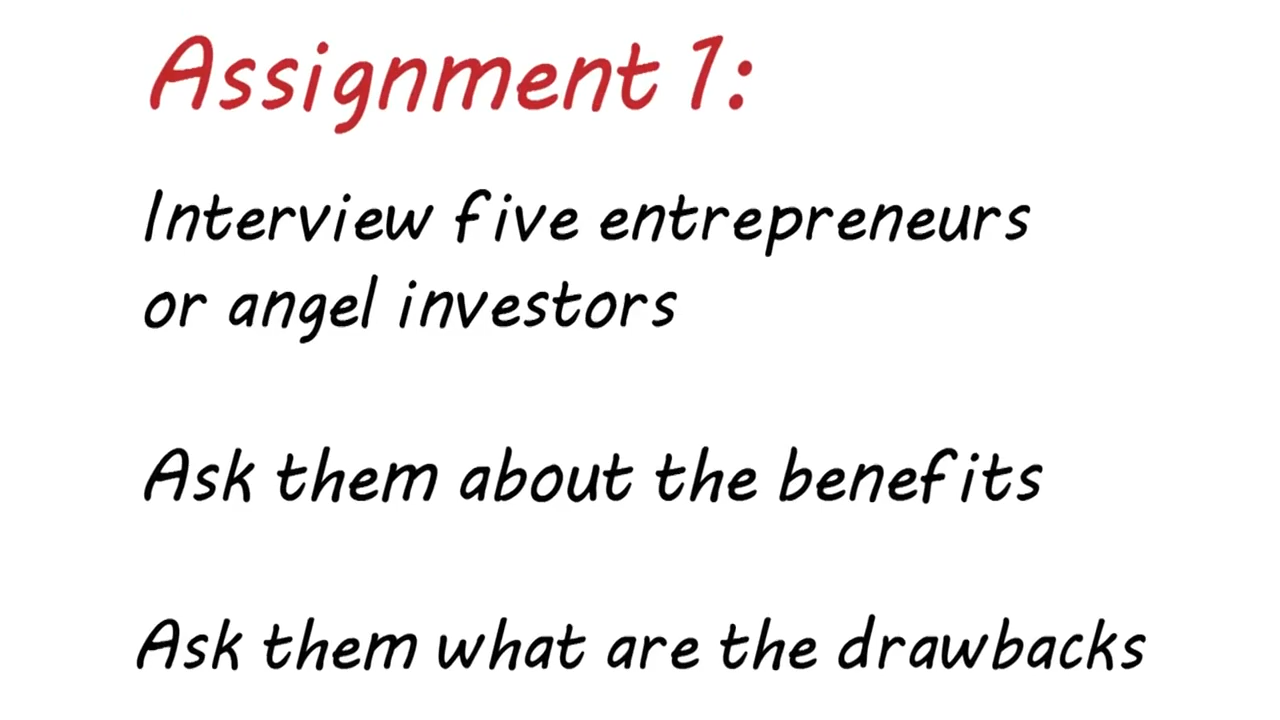 Assignment 1:
Interview five entrepreneurs
or angel investors
Ask them about the benefits
Ask them what are the drawbacks